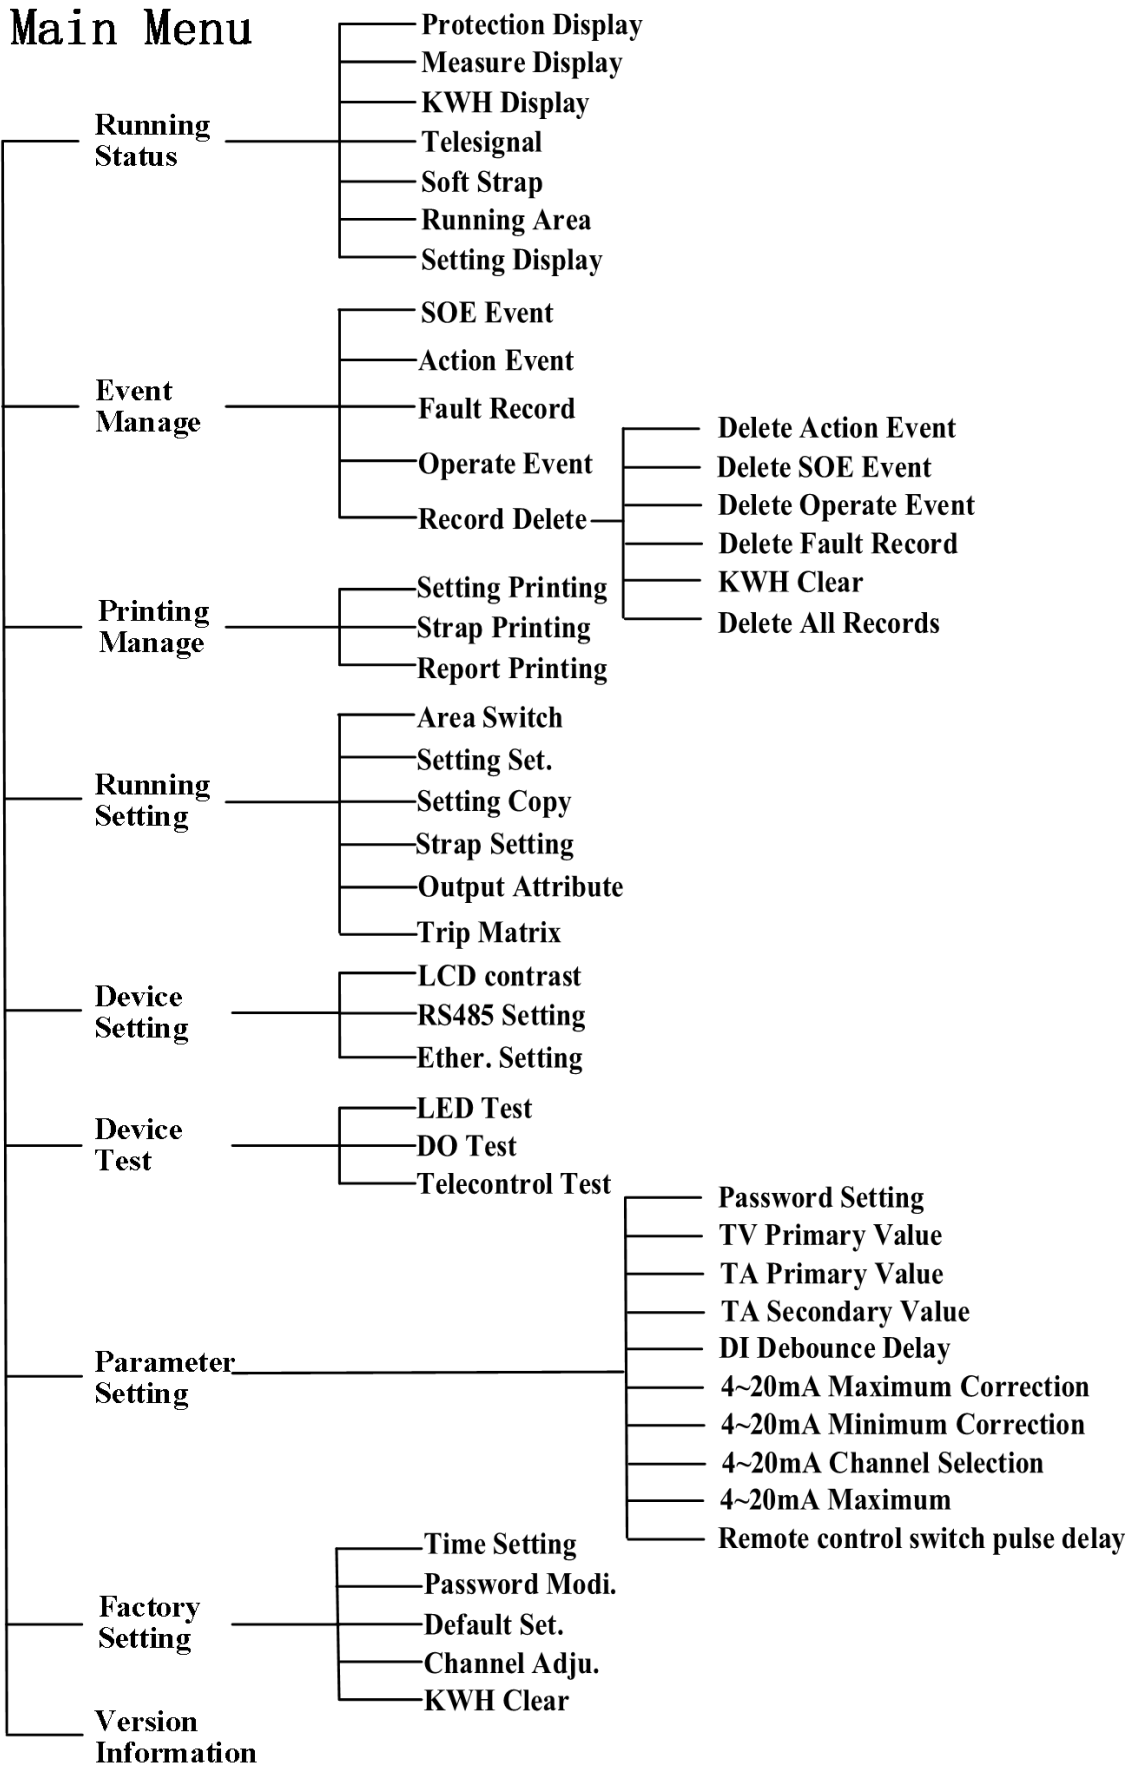 Main Menu
Running
Status
Protection Display
Measure Display
KWH Display
Telesignal
Soft Strap
Running Area
Setting Display
Event
Manage
SOE Event
Action Event
Fault Record
Operate Event
Record Delete
Delete Action Event
Delete SOE Event
Delete Operate Event
Delete Fault Record
KWH Clear
Delete All Records
Printing
Manage
Setting Printing
Strap Printing
Report Printing
Running
Setting
Area Switch
Setting Set.
Setting Copy
Strap Setting
Output Attribute
Trip Matrix
Device
Setting
LCD contrast
RS485 Setting
Ether. Setting
Device
Test
LED Test
DO Test
Telecontrol Test
Parameter
Setting
Password Setting
TV Primary Value
TA Primary Value
TA Secondary Value
DI Debounce Delay
4~20mA Maximum Correction
4~20mA Minimum Correction
4~20mA Channel Selection
4~20mA Maximum
Remote control switch pulse delay
Factory
Setting
Time Setting
Password Modi.
Default Set.
Channel Adju.
KWH Clear
Version
Information